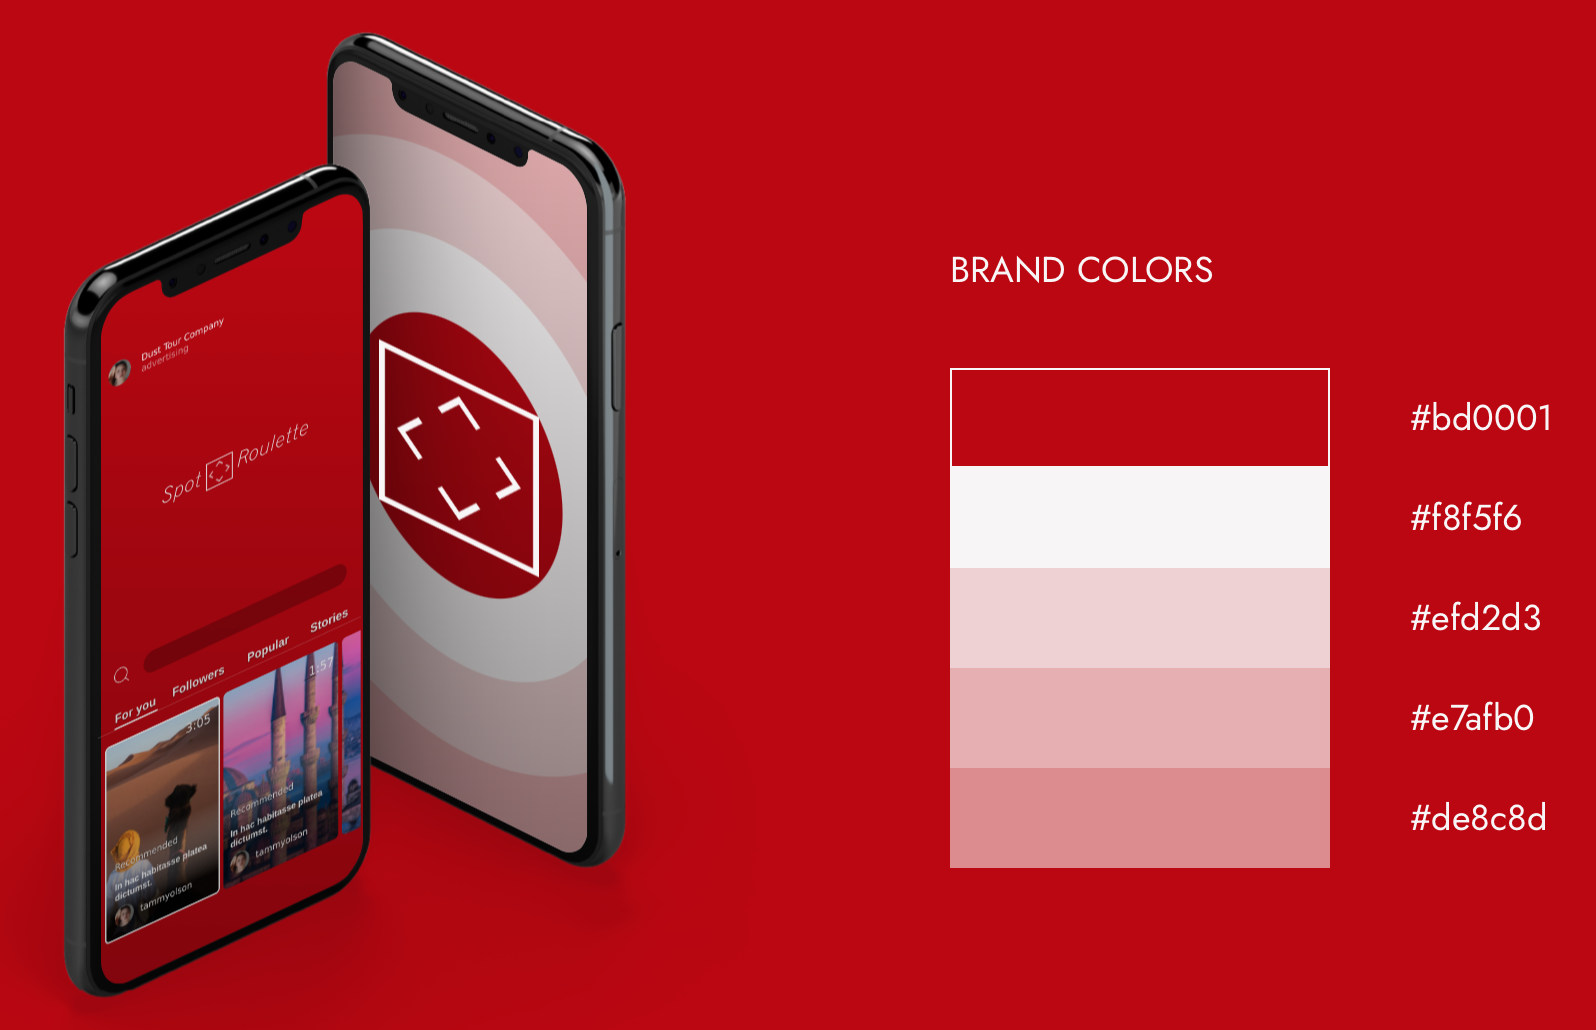 Dust Tour Company
advertising
Spot Roulette
For you Followers Popular Stories
3:05
Recommended
In hac habitasse platea
dictumst.
tammyolson
1:57
Recommended
In hac habitasse platea
dictumst.
tammyolson
BRAND COLORS
#bd0001
#f8f5f6
#efd2d3
#e7afb0
#de8c8d